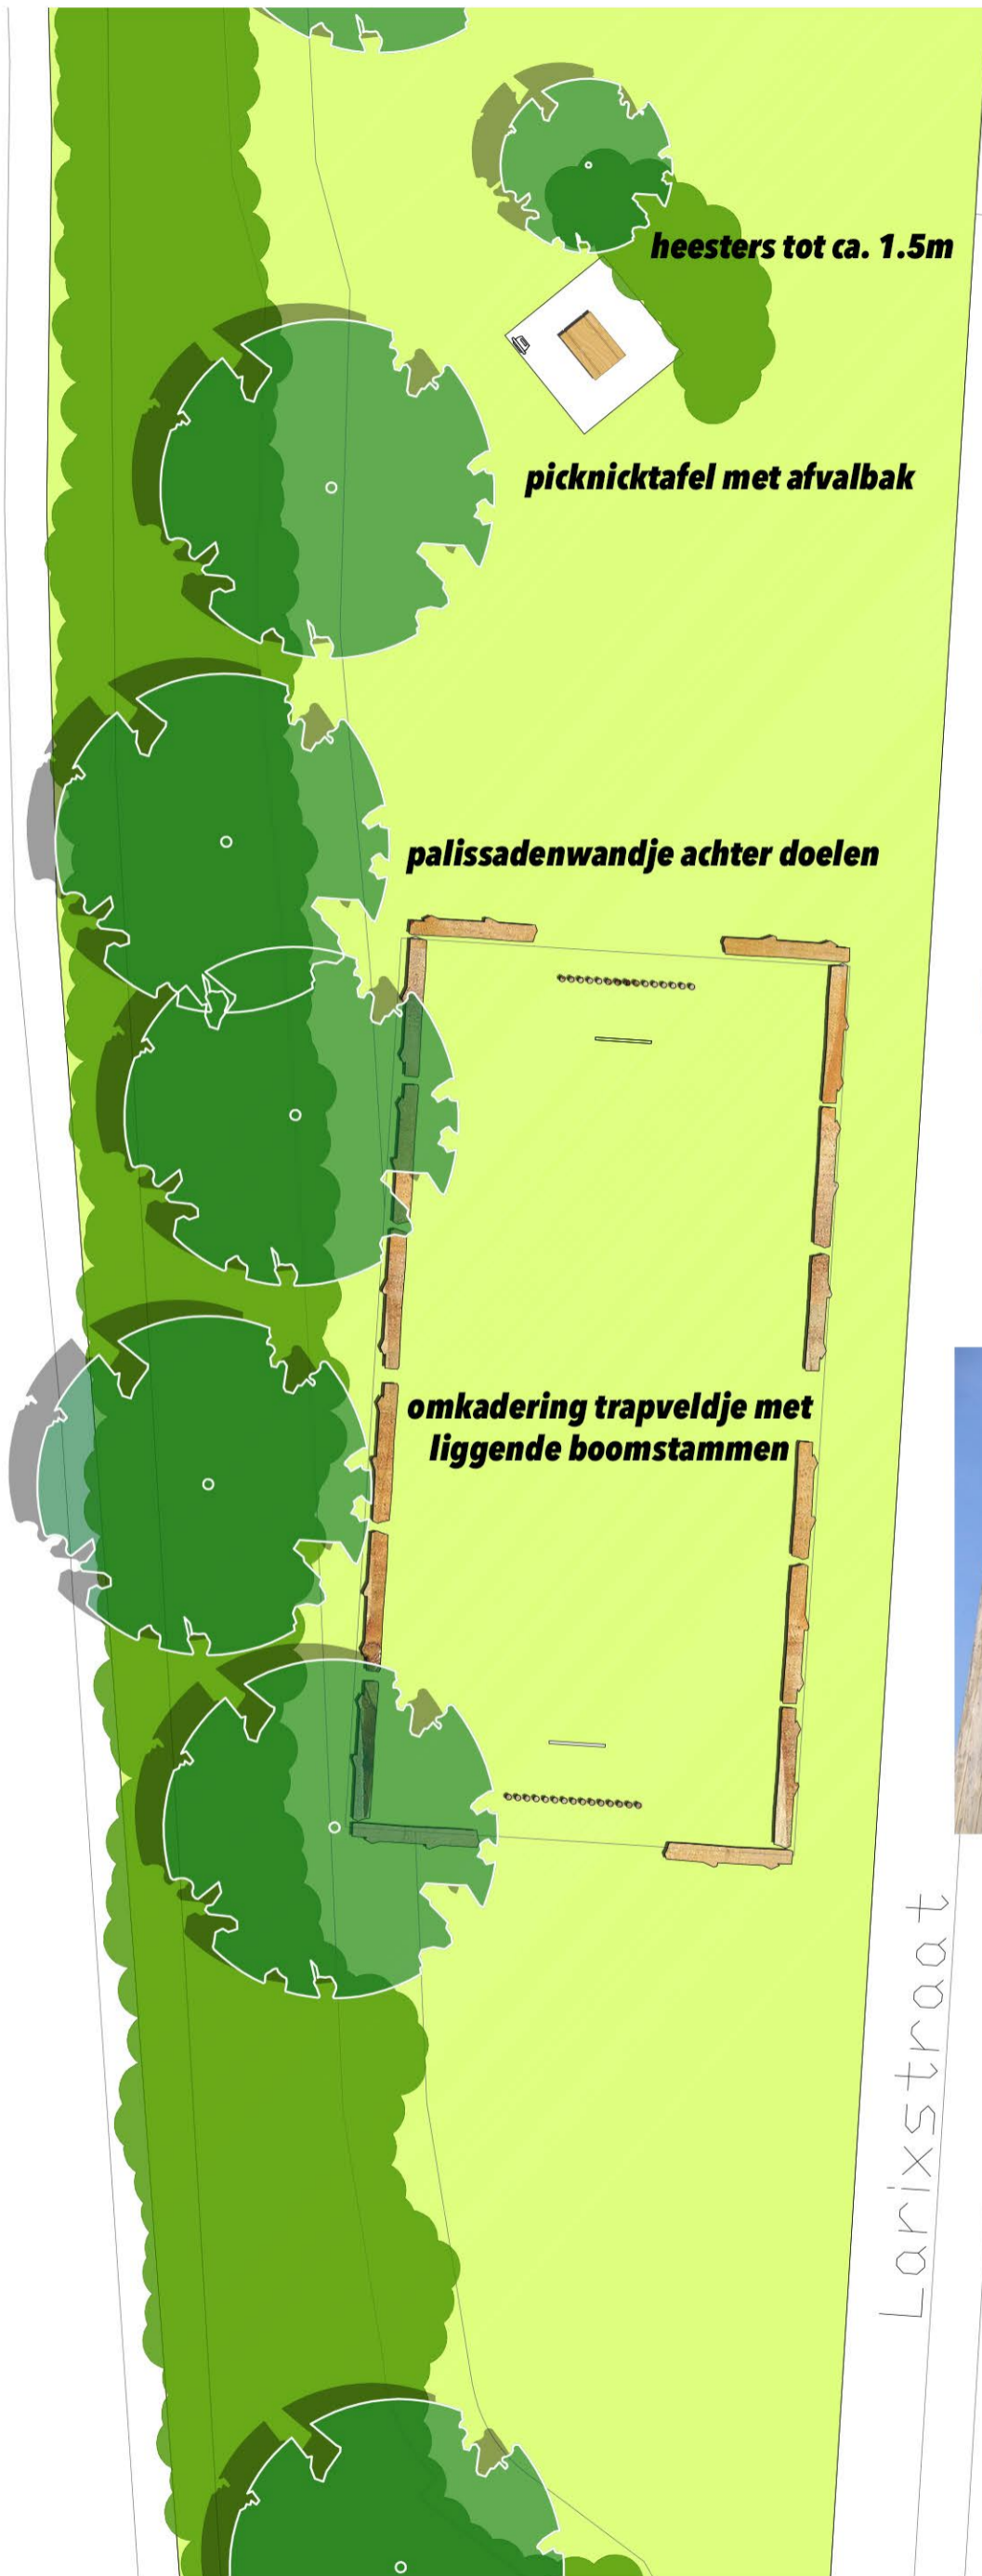 heesters tot ca. 1.5m
picknicktafel met afvalbak
palissadenwandje achter doelen
omkadering trapveldje met
liggende boomstammen
Larixstraat